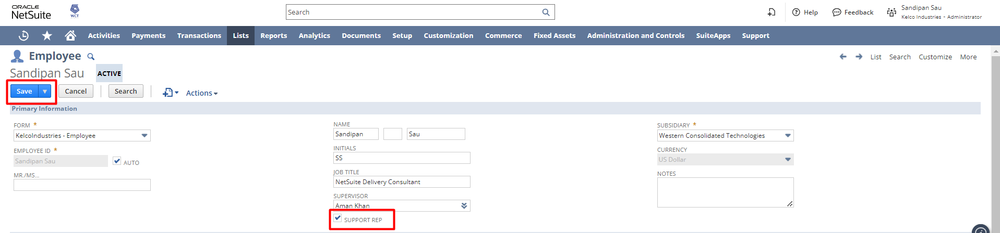 ORACLE
NetSuite
WCT
Search
Help
Feedback
Sandipan Sau
Kelco Industries - Administrator
Activities Payments Transactions Lists Reports Analytics Documents Setup Customization Commerce Fixed Assets Administration and Controls SuiteApps Support
Employee
List Search Customize More
Sandipan Sau ACTIVE
Save Cancel Search Actions
Primary Information
FORM *
KelcoIndustries - Employee
EMPLOYEE ID *
Sandipan Sau AUTO
MR./MS...
NAME
Sandipan Sau
INITIALS
SS
JOB TITLE
NetSuite Delivery Consultant
SUPERVISOR
Aman Khan
SUPPORT REP
SUBSIDIARY *
Western Consolidated Technologies
CURRENCY
US Dollar
NOTES